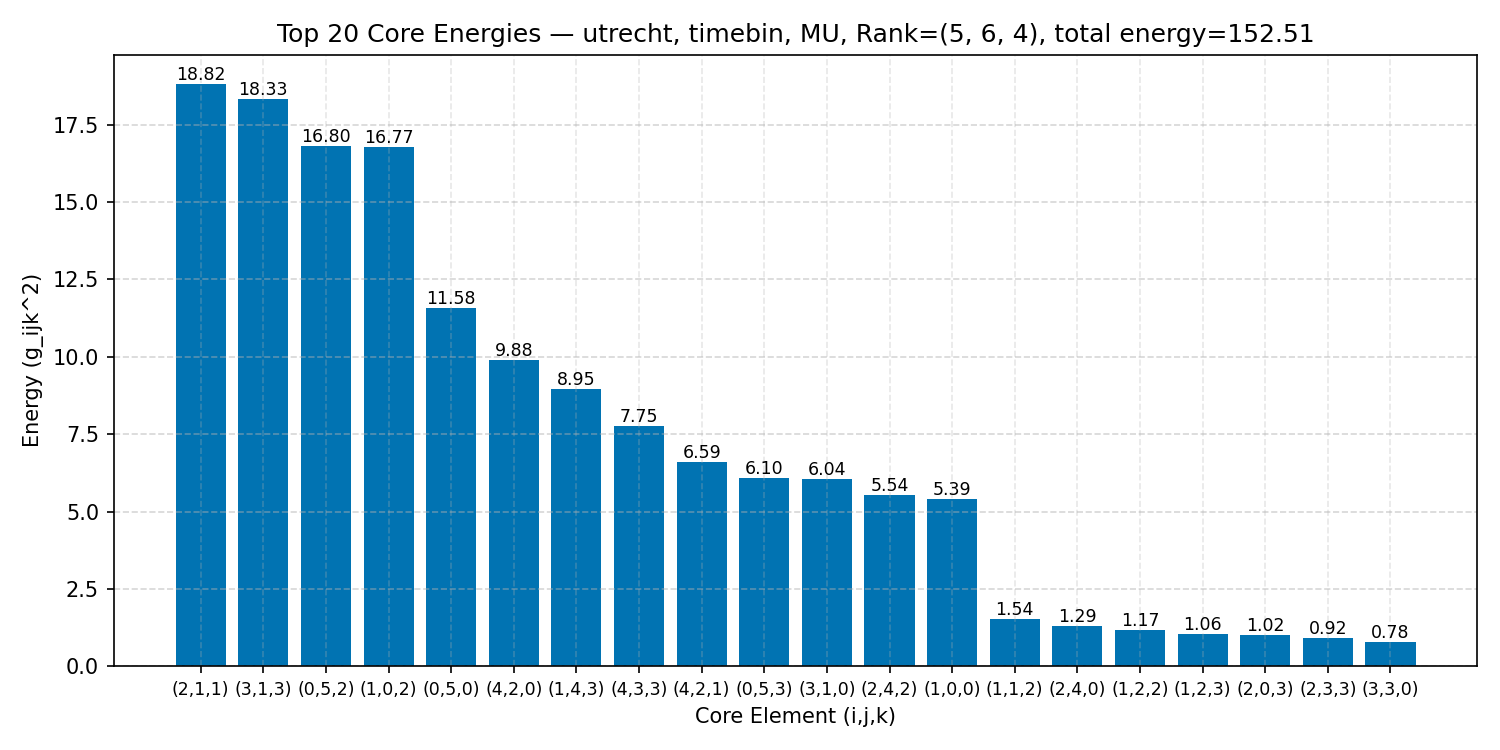 Top 20 Core Energies — utrecht, timebin, MU, Rank=(5, 6, 4), total energy=152.51
Energy (g_ijk^2)
17.5
15.0
12.5
10.0
7.5
5.0
2.5
0.0
18.82 18.33 16.80 16.77 11.58 9.88 8.95 7.75 6.59 6.10 6.04 5.54 5.39 1.54 1.29 1.17 1.06 1.02 0.92 0.78
(2,1,1) (3,1,3) (0,5,2) (1,0,2) (0,5,0) (4,2,0) (1,4,3) (4,3,3) (4,2,1) (0,5,3) (3,1,0) (2,4,2) (1,0,0) (1,1,2) (2,4,0) (1,2,2) (1,2,3) (2,0,3) (2,3,3) (3,3,0)
Core Element (i,j,k)